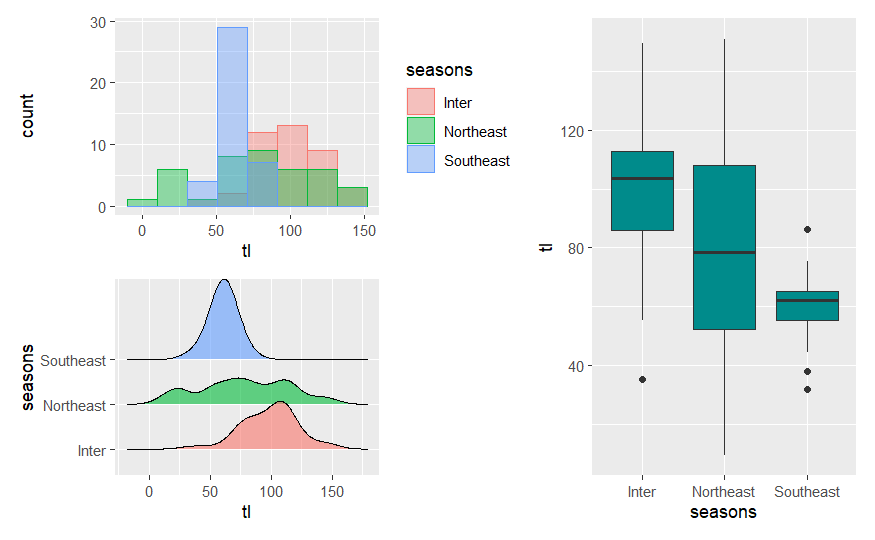 30
20
10
0
count
0
50
100
150
tl
seasons
Inter
Northeast
Southeast
seasons
Southeast
Northeast
Inter
0
50
100
150
tl
120
80
40
tl
Inter Northeast Southeast
seasons